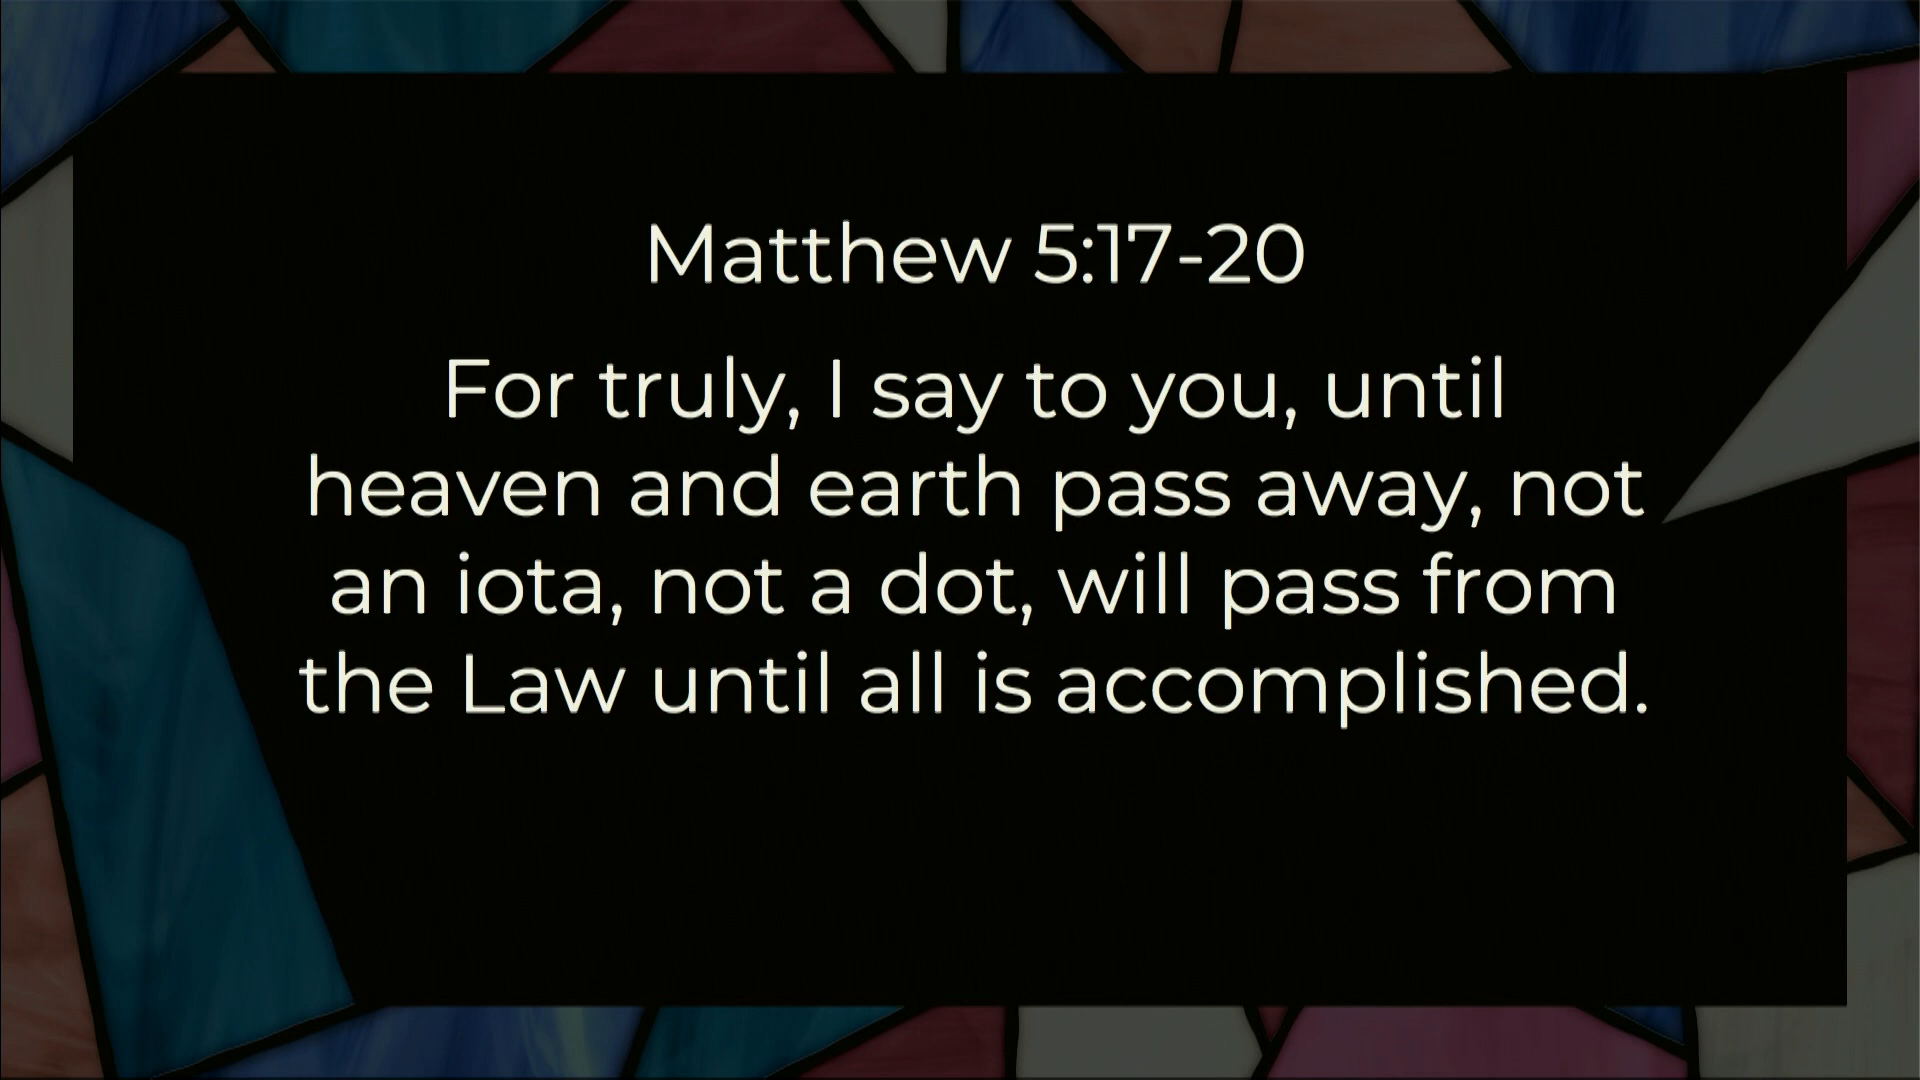 Matthew 5:17-20
For truly, I say to you, until
heaven and earth pass away, not
an iota, not a dot, will pass from
the Law until all is accomplished.